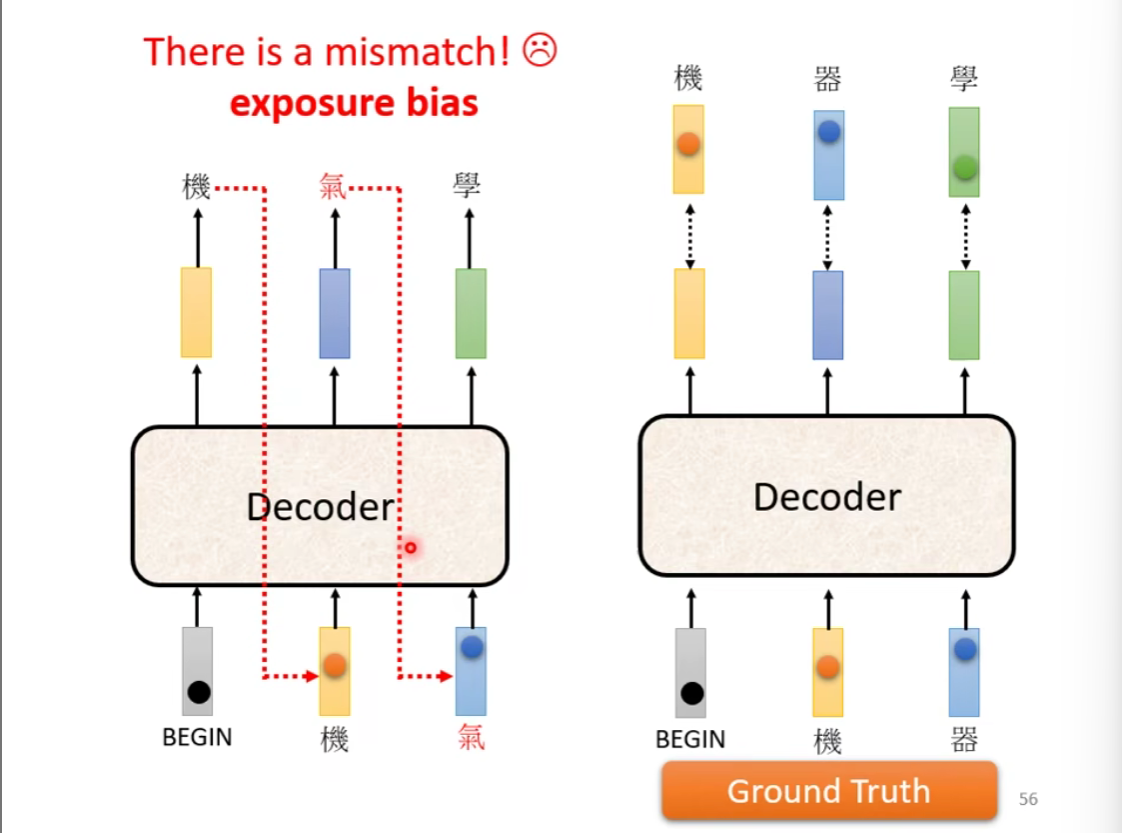 There is a mismatch! ☹
exposure bias
機 氣 學
Decoder
BEGIN 機 氣
機 器 學
Decoder
BEGIN 機 器
Ground Truth
56